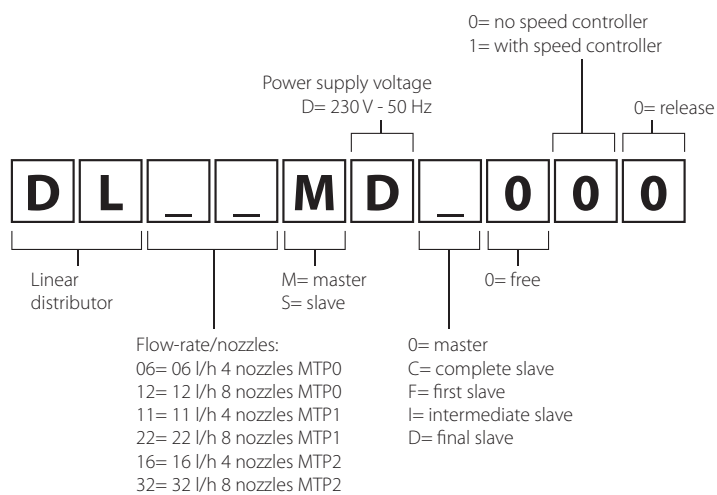 0= no speed controller
1= with speed controller
Power supply voltage
D= 230 V - 50 Hz
0= release
D L _ _ M D _ 0 0 0
Linear
distributor
M= master
S= slave
0= free
Flow-rate/nozzles:
06= 06 l/h 4 nozzles MTP0
12= 12 l/h 8 nozzles MTP0
11= 11 l/h 4 nozzles MTP1
22= 22 l/h 8 nozzles MTP1
16= 16 l/h 4 nozzles MTP2
32= 32 l/h 8 nozzles MTP2
0= master
C= complete slave
F= first slave
I= intermediate slave
D= final slave